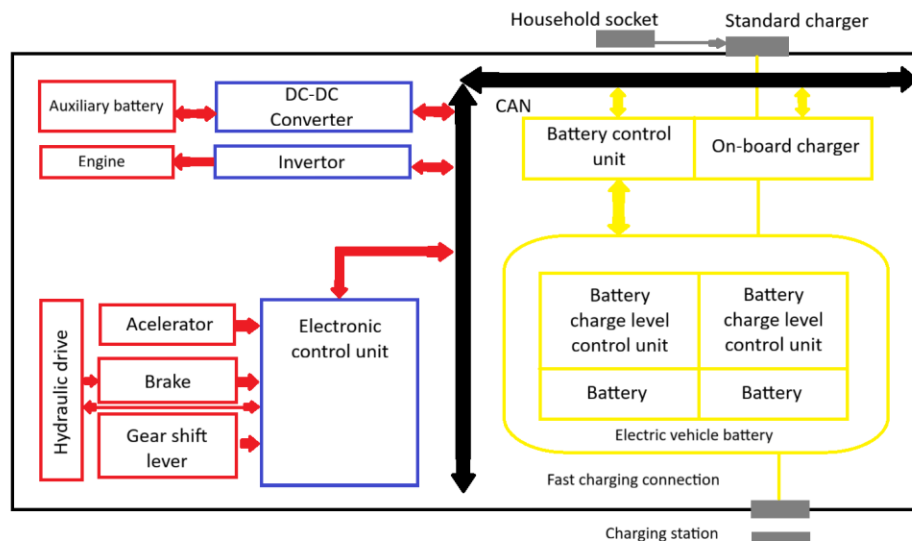 Household socket
Standard charger
Auxiliary battery
DC-DC
Converter
CAN
Engine
Invertor
Battery control
unit
On-board charger
Hydraulic drive
Acelerator
Brake
Gear shift
lever
Electronic
control unit
Battery
charge level
control unit
Battery
charge level
control unit
Battery
Battery
Electric vehicle battery
Fast charging connection
Charging station